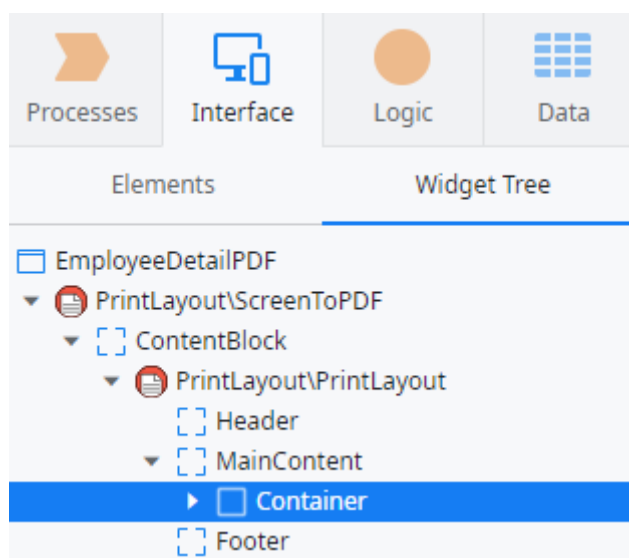 Processes Interface Logic Data
Elements Widget Tree
EmployeeDetailPDF
PrintLayout\ScreenToPDF
ContentBlock
PrintLayout\PrintLayout
Header
MainContent
Container
Footer